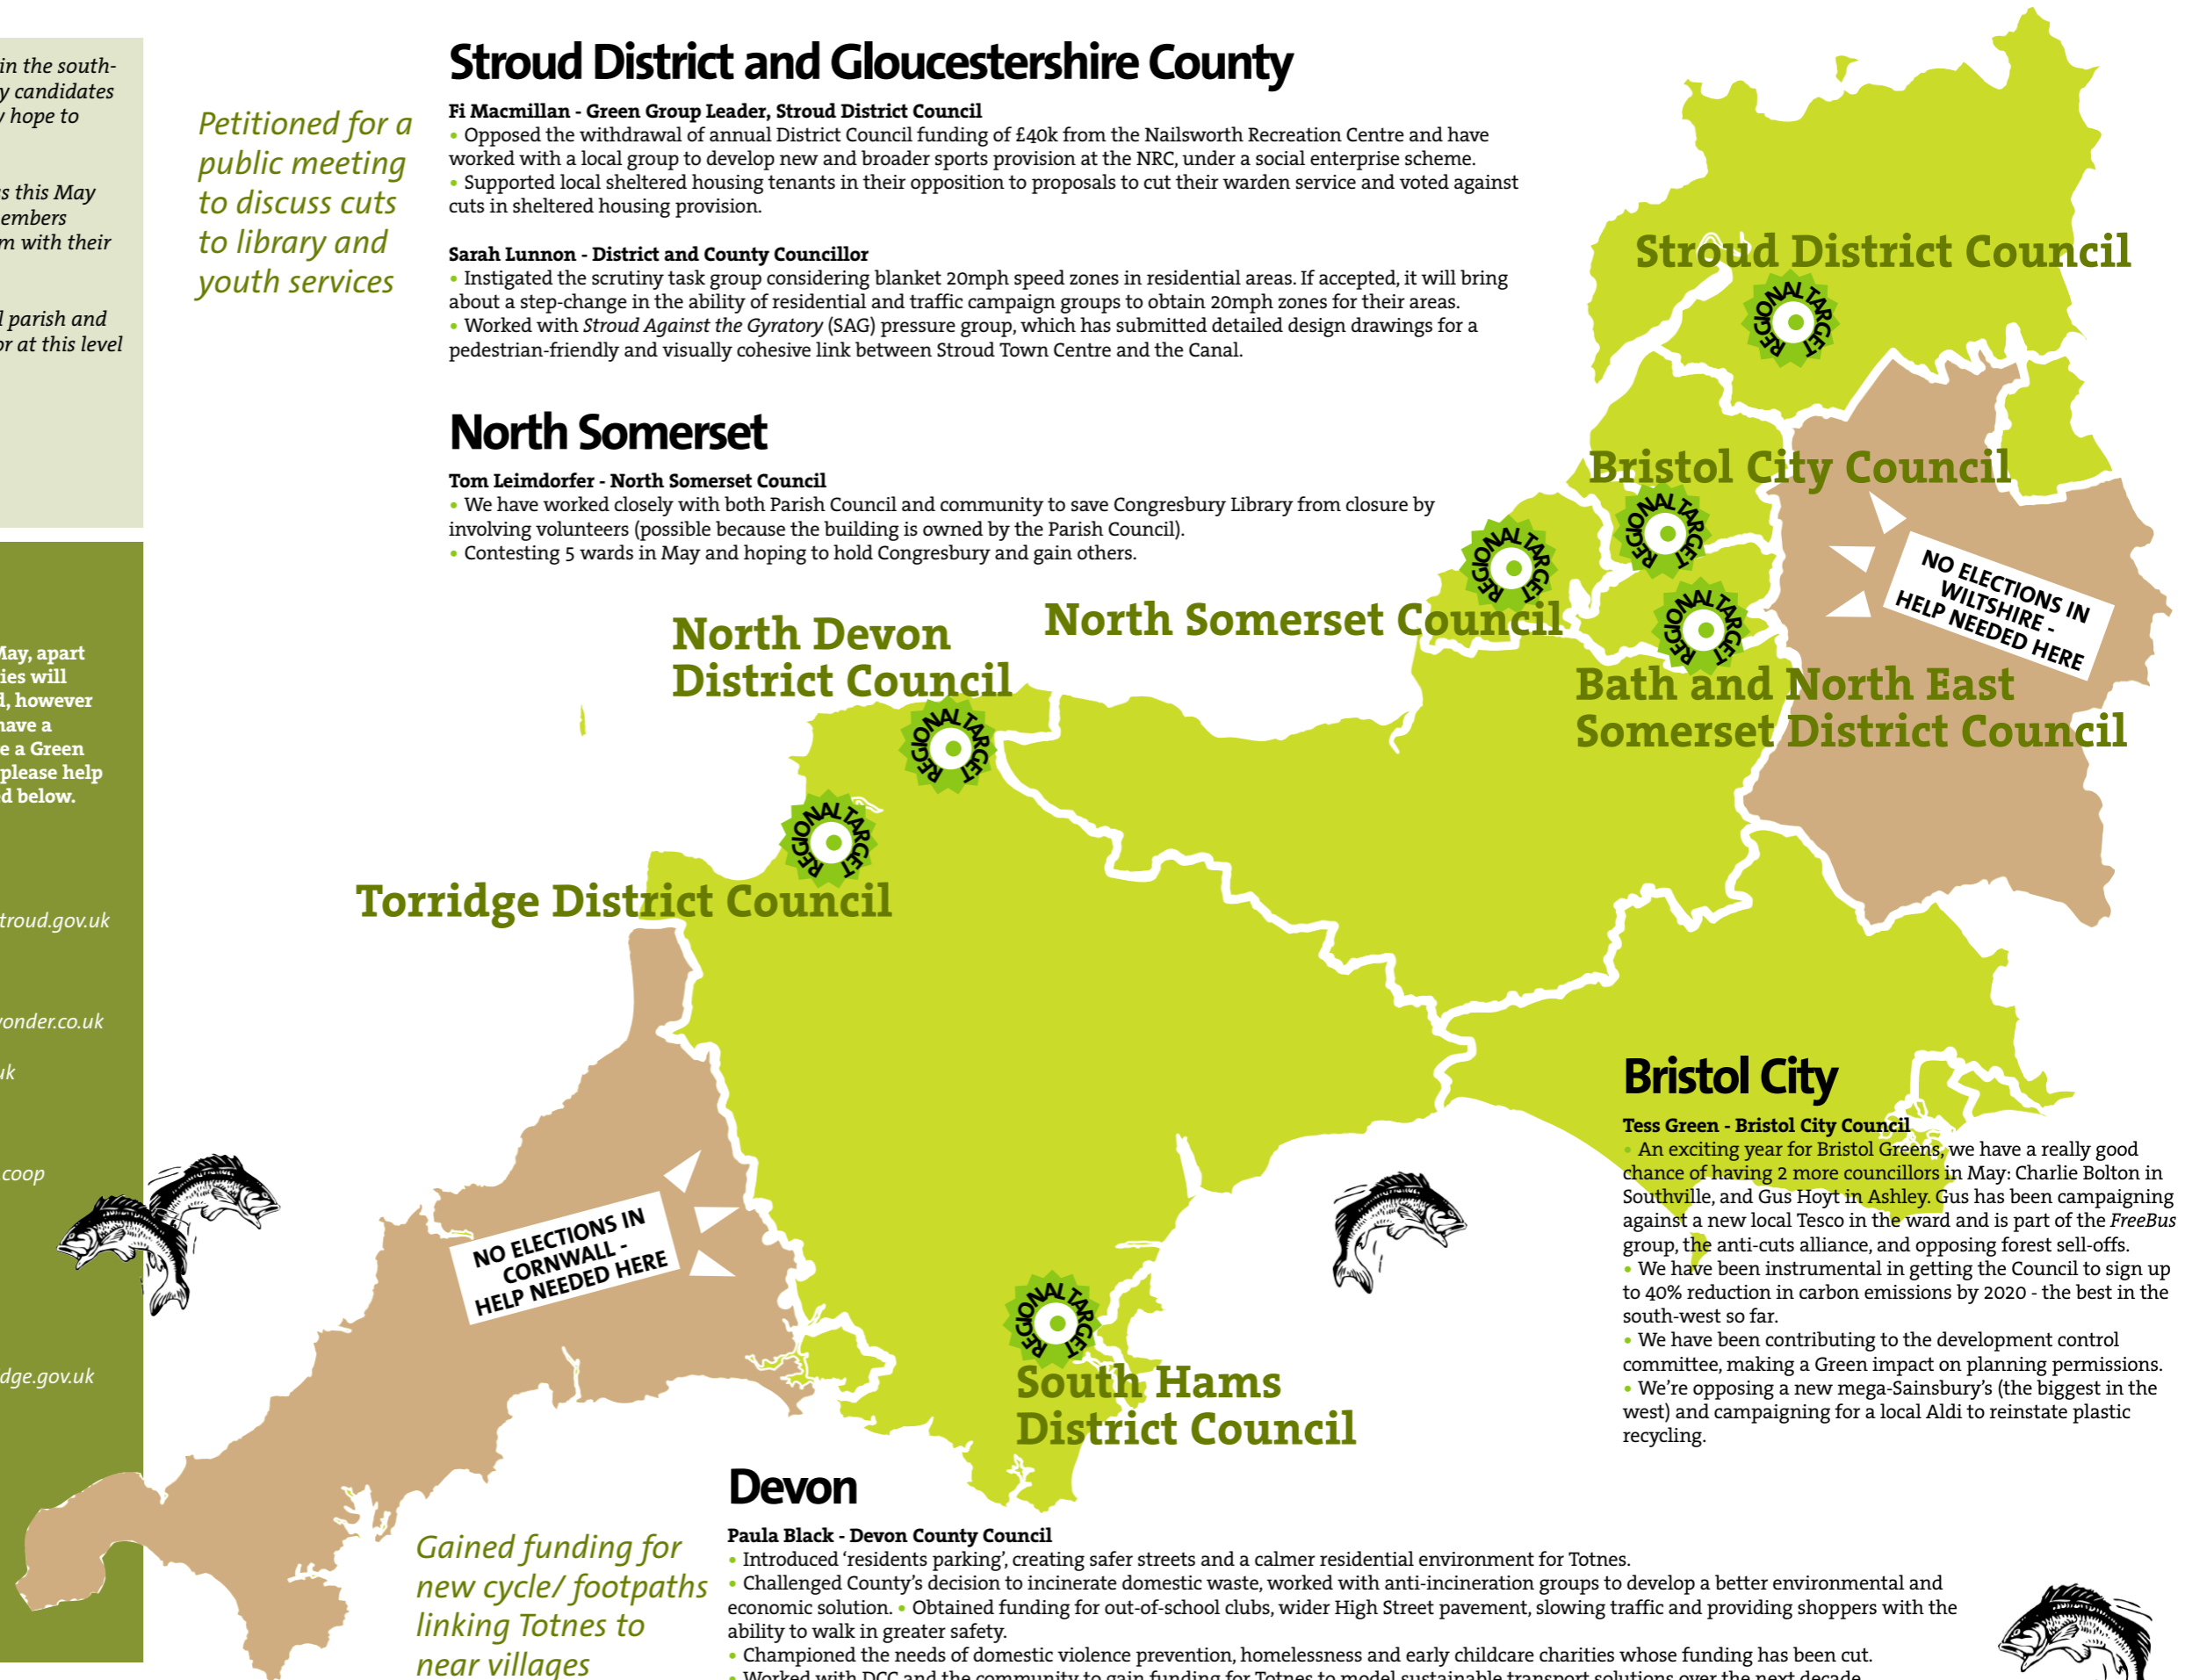 in the south-
y candidates
hope to
s this May
embers
m with their
parish and
or at this level
May, apart
ies will
d, however
have a
e a Green
please help
d below.
troud.gov.uk
onder.co.uk
uk
.coop
dge.gov.uk
Petitioned for a
public meeting
to discuss cuts
to library and
youth services
Stroud District and Gloucestershire County
Fi Macmillan - Green Group Leader, Stroud District Council
• Opposed the withdrawal of annual District Council funding of £40k from the Nailsworth Recreation Centre and have
worked with a local group to develop new and broader sports provision at the NRC, under a social enterprise scheme.
• Supported local sheltered housing tenants in their opposition to proposals to cut their warden service and voted against
cuts in sheltered housing provision.
Sarah Lunnon - District and County Councillor
• Instigated the scrutiny task group considering blanket 20mph speed zones in residential areas. If accepted, it will bring
about a step-change in the ability of residential and traffic campaign groups to obtain 20mph zones for their areas.
• Worked with Stroud Against the Gyratory (SAG) pressure group, which has submitted detailed design drawings for a
pedestrian-friendly and visually cohesive link between Stroud Town Centre and the Canal.
North Somerset
Tom Leimdorfer - North Somerset Council
• We have worked closely with both Parish Council and community to save Congresbury Library from closure by
involving volunteers (possible because the building is owned by the Parish Council).
• Contesting 5 wards in May and hoping to hold Congresbury and gain others.
Stroud District Council
REGIONAL TARGET
Bristol City Council
REGIONAL TARGET
REGIONAL TARGET
North Somerset Council
REGIONAL TARGET
Bath and North East
Somerset District Council
NO ELECTIONS IN
WILTSHIRE -
HELP NEEDED HERE
North Devon
District Council
REGIONAL TARGET
REGIONAL TARGET
Torridge District Council
NO ELECTIONS IN
CORNWALL -
HELP NEEDED HERE
REGIONAL TARGET
South Hams
District Council
Bristol City
Tess Green - Bristol City Council
• An exciting year for Bristol Greens, we have a really good
chance of having 2 more councillors in May: Charlie Bolton in
Southville, and Gus Hoyt in Ashley. Gus has been campaigning
against a new local Tesco in the ward and is part of the FreeBus
group, the anti-cuts alliance, and opposing forest sell-offs.
• We have been instrumental in getting the Council to sign up
to 40% reduction in carbon emissions by 2020 - the best in the
south-west so far.
• We have been contributing to the development control
committee, making a Green impact on planning permissions.
• We're opposing a new mega-Sainsbury's (the biggest in the
west) and campaigning for a local Aldi to reinstate plastic
recycling.
Devon
Paula Black - Devon County Council
• Introduced 'residents parking', creating safer streets and a calmer residential environment for Totnes.
• Challenged County's decision to incinerate domestic waste, worked with anti-incineration groups to develop a better environmental and
economic solution. • Obtained funding for out-of-school clubs, wider High Street pavement, slowing traffic and providing shoppers with the
ability to walk in greater safety.
• Championed the needs of domestic violence prevention, homelessness and early childcare charities whose funding has been cut.
• Worked with DCC and the community to gain funding for Totnes to model sustainable transport solutions over the next decade
Gained funding for
new cycle/ footpaths
linking Totnes to
near villages